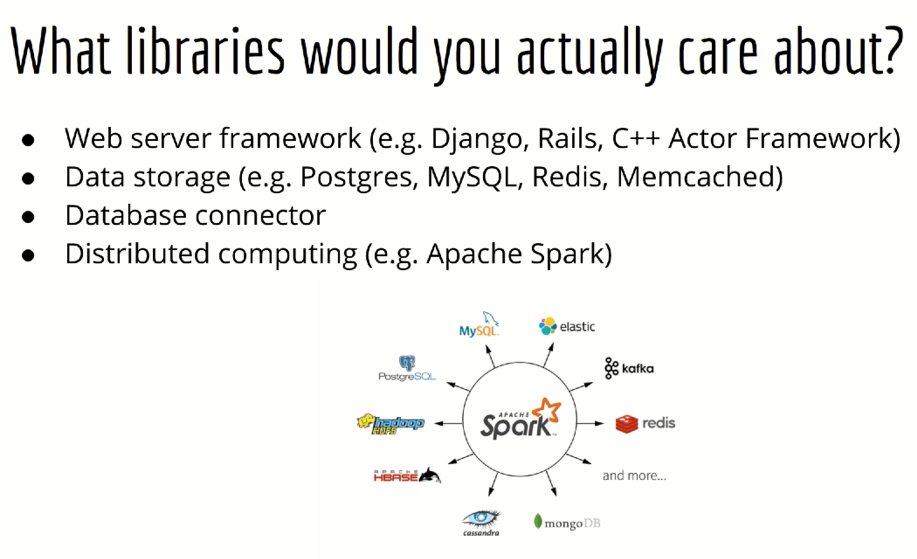 What libraries would you actually care about?
● Web server framework (e.g. Django, Rails, C++ Actor Framework)
● Data storage (e.g. Postgres, MySQL, Redis, Memcached)
● Database connector
● Distributed computing (e.g. Apache Spark)
MySQL
elastic
PostgreSQL
kafka
hadoop
HDFS
APACHE
Spark
redis
APACHE
HBASE
and more...
cassandra
mongoDB